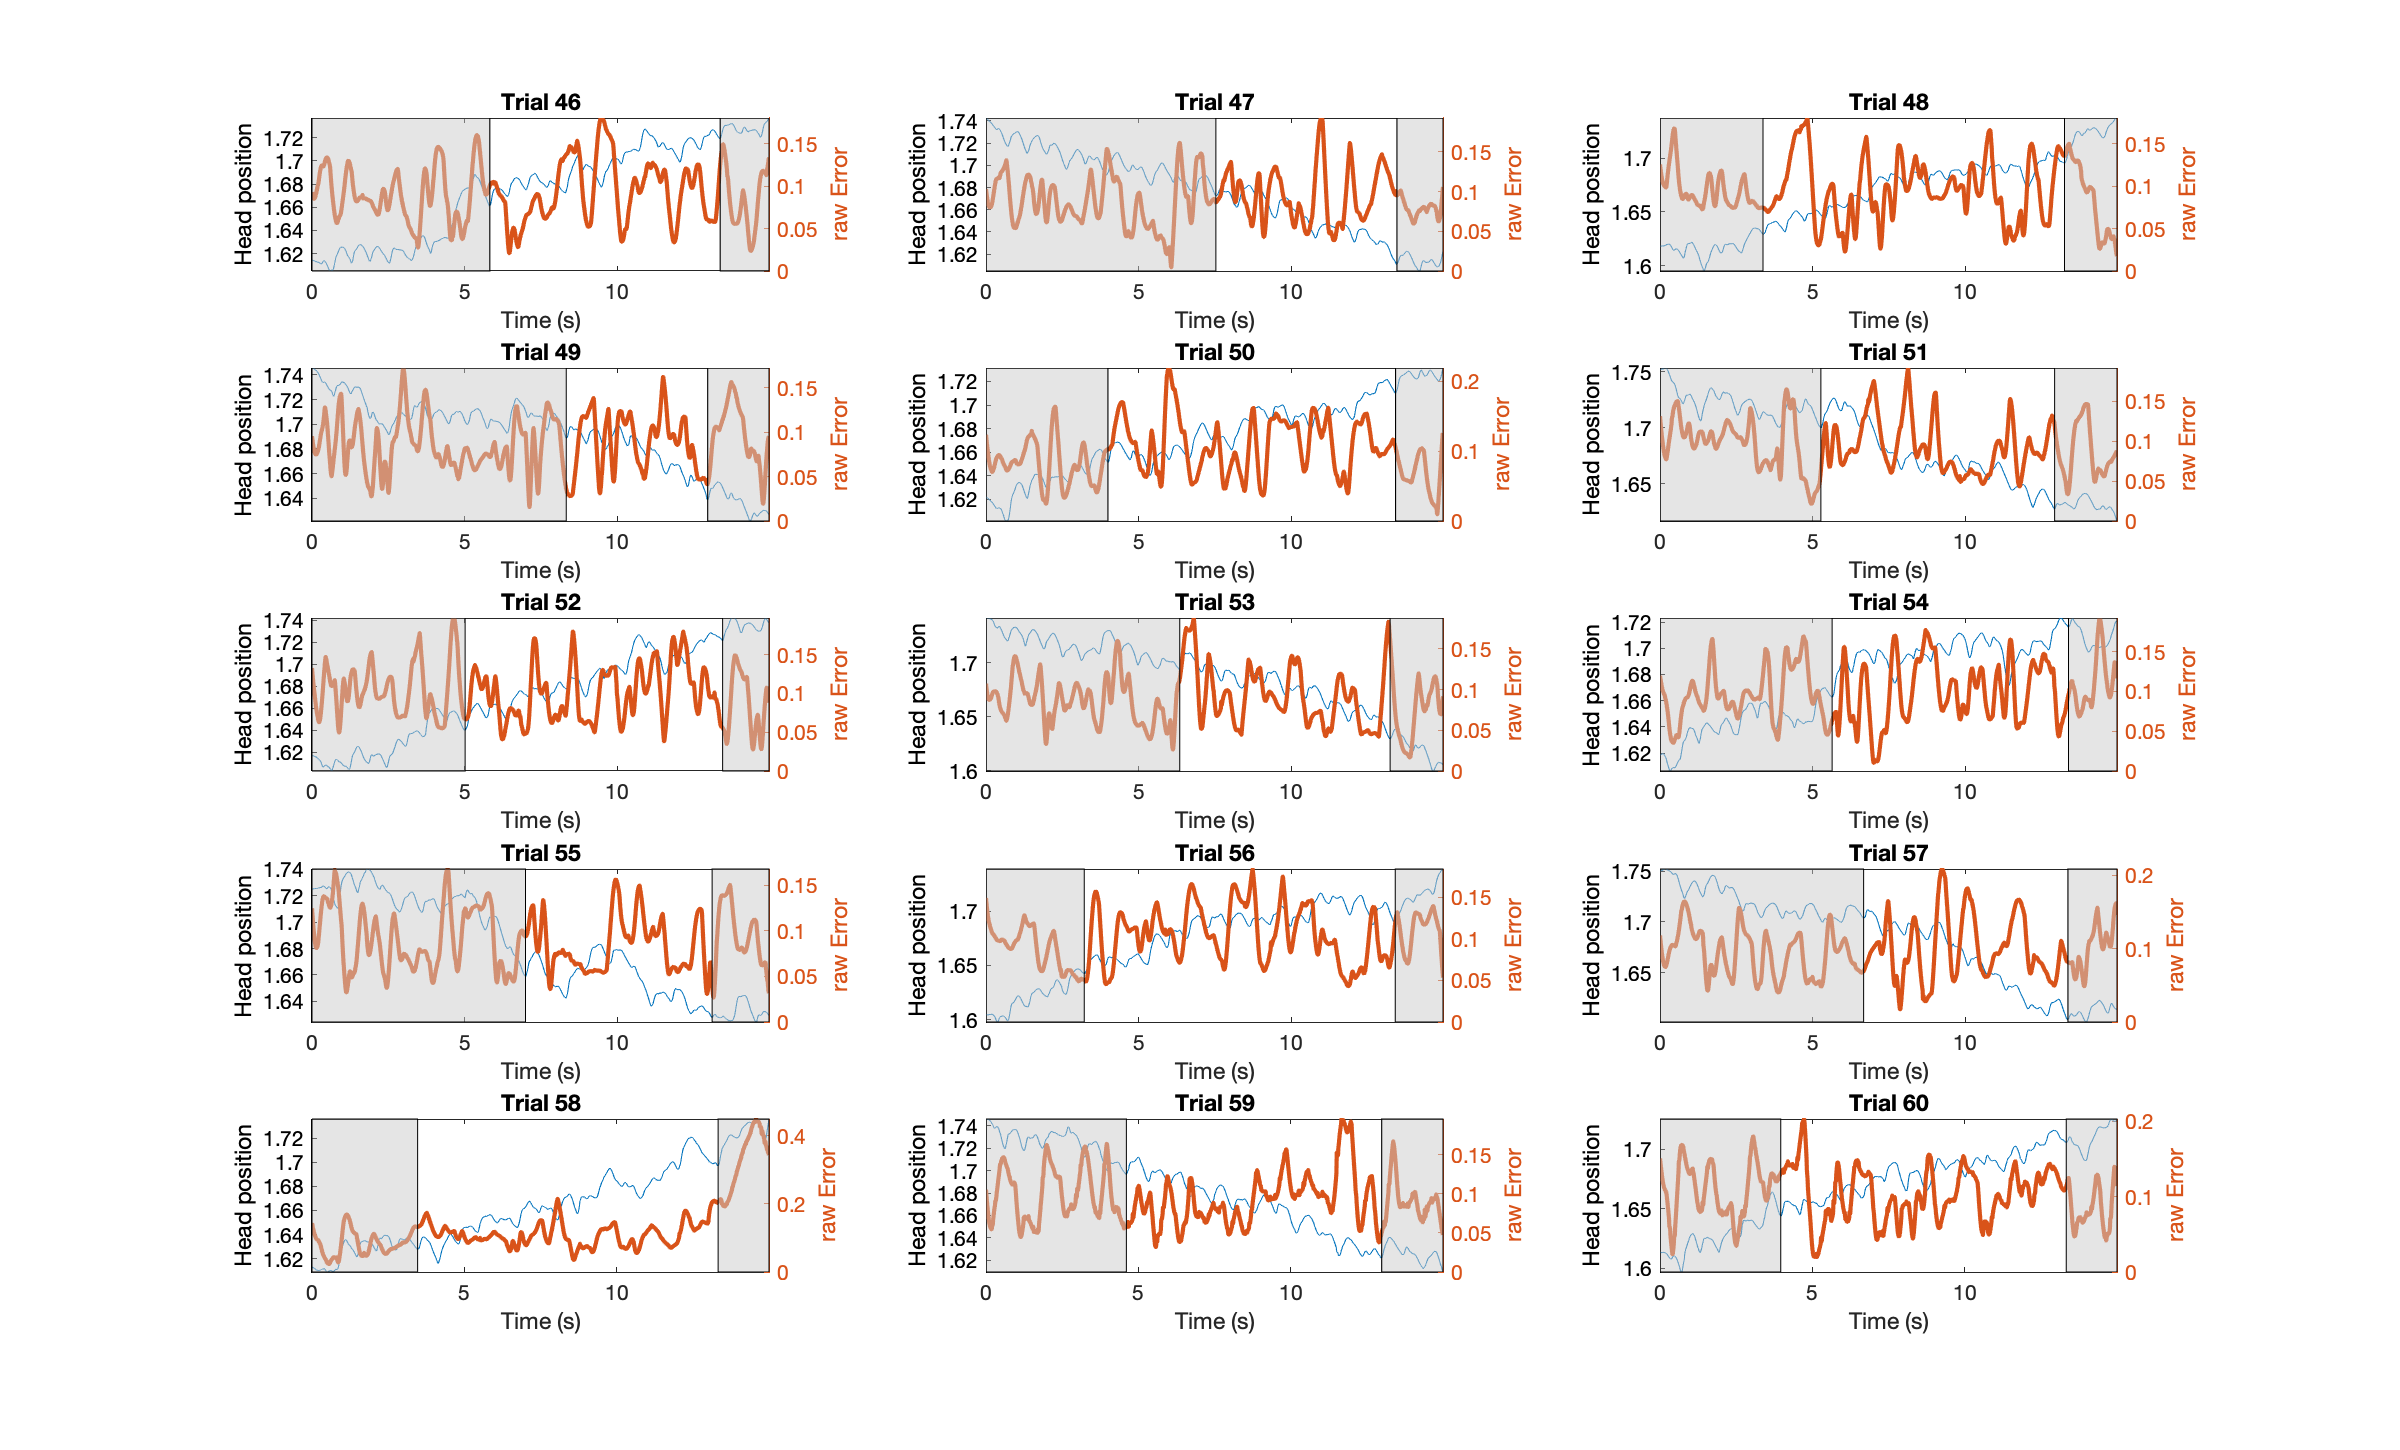 Trial 46
Head position
1.72
1.7
1.68
1.66
1.64
1.62
0.15
0.1
0.05
0
raw Error
0 5 10
Time (s)
Trial 47
Head position
1.74
1.72
1.7
1.68
1.66
1.64
1.62
0.15
0.1
0.05
0
raw Error
0 5 10
Time (s)
Trial 48
Head position
1.7
1.65
1.6
0.15
0.1
0.05
0
raw Error
0 5 10
Time (s)
Trial 49
Head position
1.74
1.72
1.7
1.68
1.66
1.64
0.15
0.1
0.05
0
raw Error
0 5 10
Time (s)
Trial 50
Head position
1.72
1.7
1.68
1.66
1.64
1.62
0.2
0.1
0
raw Error
0 5 10
Time (s)
Trial 51
Head position
1.75
1.7
1.65
0.15
0.1
0.05
0
raw Error
0 5 10
Time (s)
Trial 52
Head position
1.74
1.72
1.7
1.68
1.66
1.64
1.62
0.15
0.1
0.05
0
raw Error
0 5 10
Time (s)
Trial 53
Head position
1.7
1.65
1.6
0.15
0.1
0.05
0
raw Error
0 5 10
Time (s)
Trial 54
Head position
1.72
1.7
1.68
1.66
1.64
1.62
0.15
0.1
0.05
0
raw Error
0 5 10
Time (s)
Trial 55
Head position
1.74
1.72
1.7
1.68
1.66
1.64
0.15
0.1
0.05
0
raw Error
0 5 10
Time (s)
Trial 56
Head position
1.7
1.65
1.6
0.15
0.1
0.05
0
raw Error
0 5 10
Time (s)
Trial 57
Head position
1.75
1.7
1.65
0.2
0.1
0
raw Error
0 5 10
Time (s)
Trial 58
Head position
1.72
1.7
1.68
1.66
1.64
1.62
0.4
0.2
0
raw Error
0 5 10
Time (s)
Trial 59
Head position
1.74
1.72
1.7
1.68
1.66
1.64
1.62
0.15
0.1
0.05
0
raw Error
0 5 10
Time (s)
Trial 60
Head position
1.7
1.65
1.6
0.2
0.1
0
raw Error
0 5 10
Time (s)